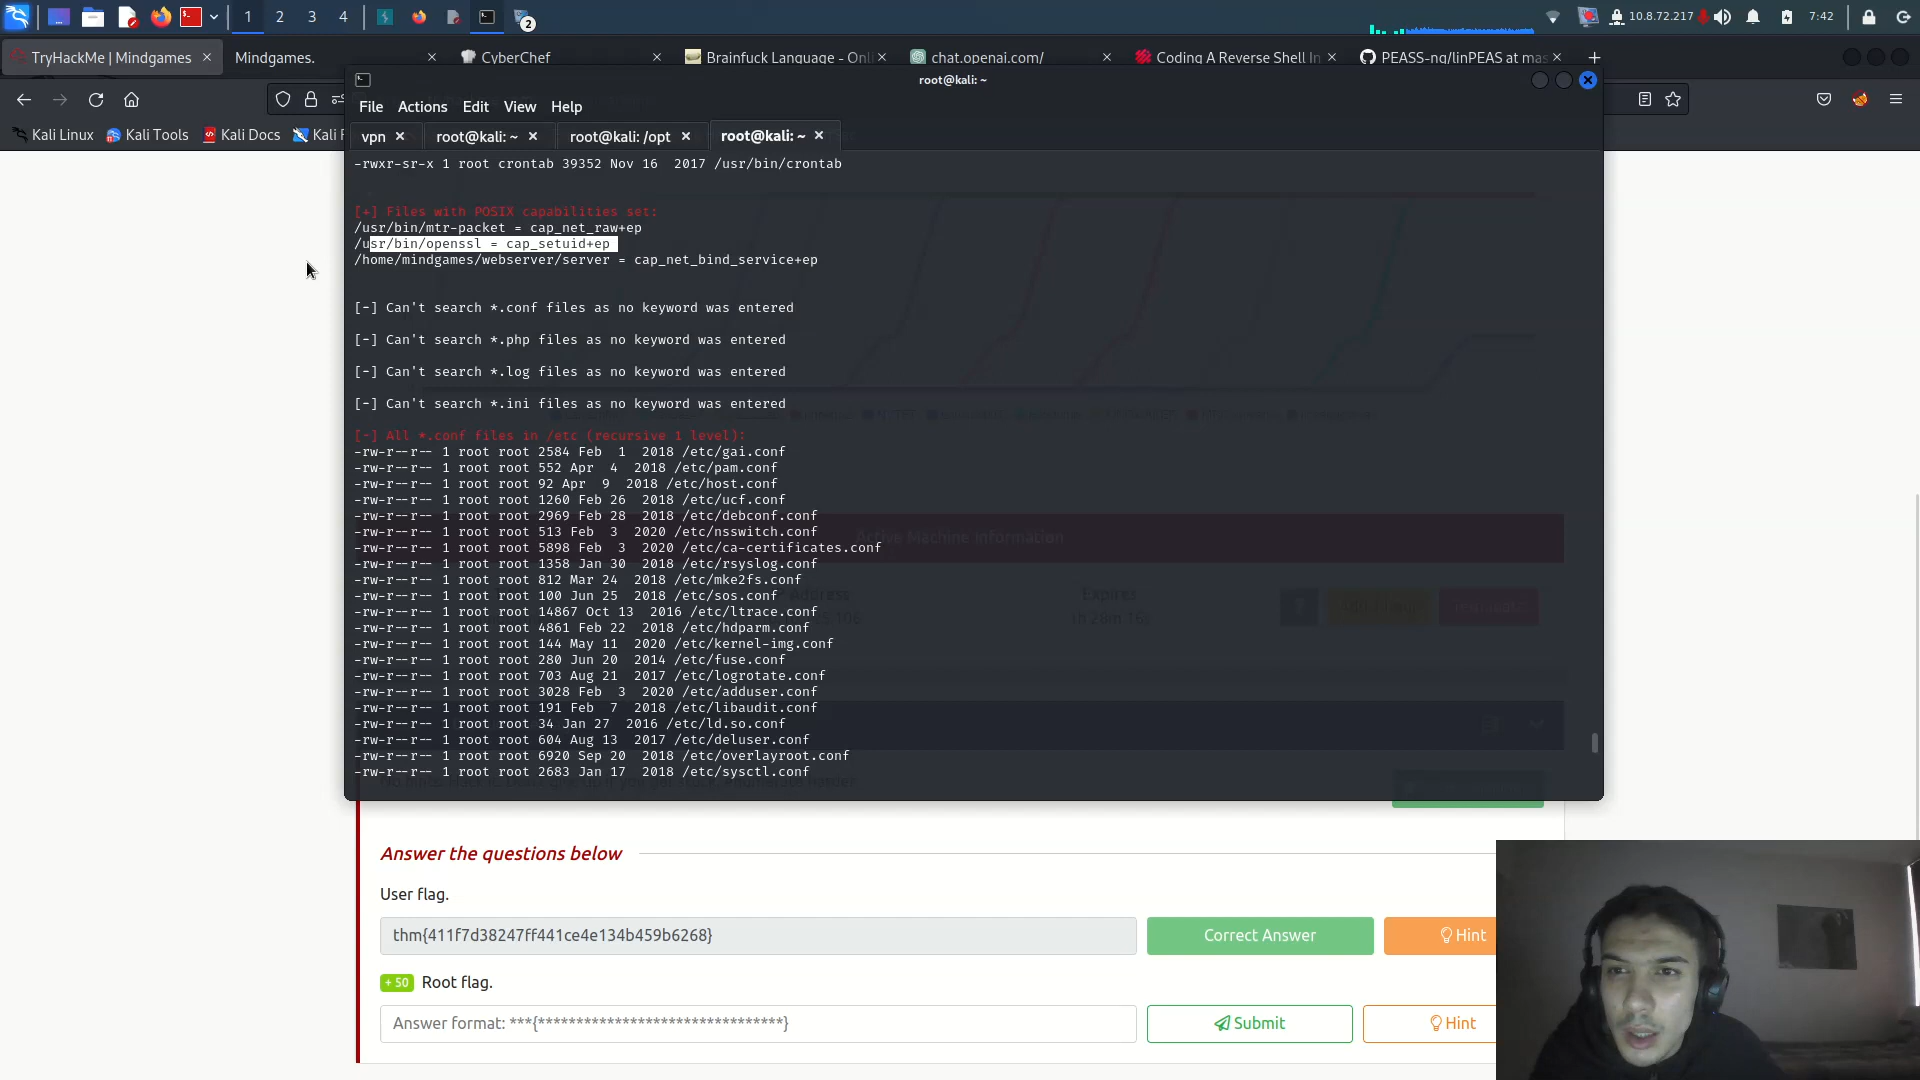 1 2 3 4
2
10.8.72.217
7:42
TryHackMe | Mindgames
Mindgames.
CyberChef
Brainfuck Language - Onli
chat.openai.com/
Coding A Reverse Shell In
PEASS-ng/linPEAS at mas
root@kali: ~
File Actions Edit View Help
Kali Linux
Kali Tools
Kali Docs
Kali F
vpn
root@kali: ~
root@kali: /opt
root@kali: ~
-rwxr-sr-x 1 root crontab 39352 Nov 16  2017 /usr/bin/crontab
[+] Files with POSIX capabilities set:
/usr/bin/mtr-packet = cap_net_raw+ep
/usr/bin/openssl = cap_setuid+ep
/home/mindgames/webserver/server = cap_net_bind_service+ep
[-] Can't search *.conf files as no keyword was entered
[-] Can't search *.php files as no keyword was entered
[-] Can't search *.log files as no keyword was entered
[-] Can't search *.ini files as no keyword was entered
[-] All *.conf files in /etc (recursive 1 level):
-rw-r--r-- 1 root root 2584 Feb  1  2018 /etc/gai.conf
-rw-r--r-- 1 root root 552 Apr  4  2018 /etc/pam.conf
-rw-r--r-- 1 root root 92 Apr  9  2018 /etc/host.conf
-rw-r--r-- 1 root root 1260 Feb 26  2018 /etc/ucf.conf
-rw-r--r-- 1 root root 2969 Feb 28  2018 /etc/debconf.conf
-rw-r--r-- 1 root root 513 Feb  3  2020 /etc/nsswitch.conf
-rw-r--r-- 1 root root 5898 Feb  3  2020 /etc/ca-certificates.conf
-rw-r--r-- 1 root root 1358 Jan 30  2018 /etc/rsyslog.conf
-rw-r--r-- 1 root root 812 Mar 24  2018 /etc/mke2fs.conf
-rw-r--r-- 1 root root 100 Jun 25  2018 /etc/sos.conf
-rw-r--r-- 1 root root 14867 Oct 13  2016 /etc/ltrace.conf
-rw-r--r-- 1 root root 4861 Feb 22  2018 /etc/hdparm.conf
-rw-r--r-- 1 root root 144 May 11  2020 /etc/kernel-img.conf
-rw-r--r-- 1 root root 280 Jun 20  2014 /etc/fuse.conf
-rw-r--r-- 1 root root 703 Aug 21  2017 /etc/logrotate.conf
-rw-r--r-- 1 root root 3028 Feb  3  2020 /etc/adduser.conf
-rw-r--r-- 1 root root 191 Feb  7  2018 /etc/libaudit.conf
-rw-r--r-- 1 root root 34 Jan 27  2016 /etc/ld.so.conf
-rw-r--r-- 1 root root 604 Aug 13  2017 /etc/deluser.conf
-rw-r--r-- 1 root root 6920 Sep 20  2018 /etc/overlayroot.conf
-rw-r--r-- 1 root root 2683 Jan 17  2018 /etc/sysctl.conf
Active Machine Information
Expires
Answer the questions below
User flag.
thm{411f7d38247ff441ce4e134b459b6268}
Correct Answer
Hint
+ 50 Root flag.
Answer format: ***{********************************}
Submit
Hint